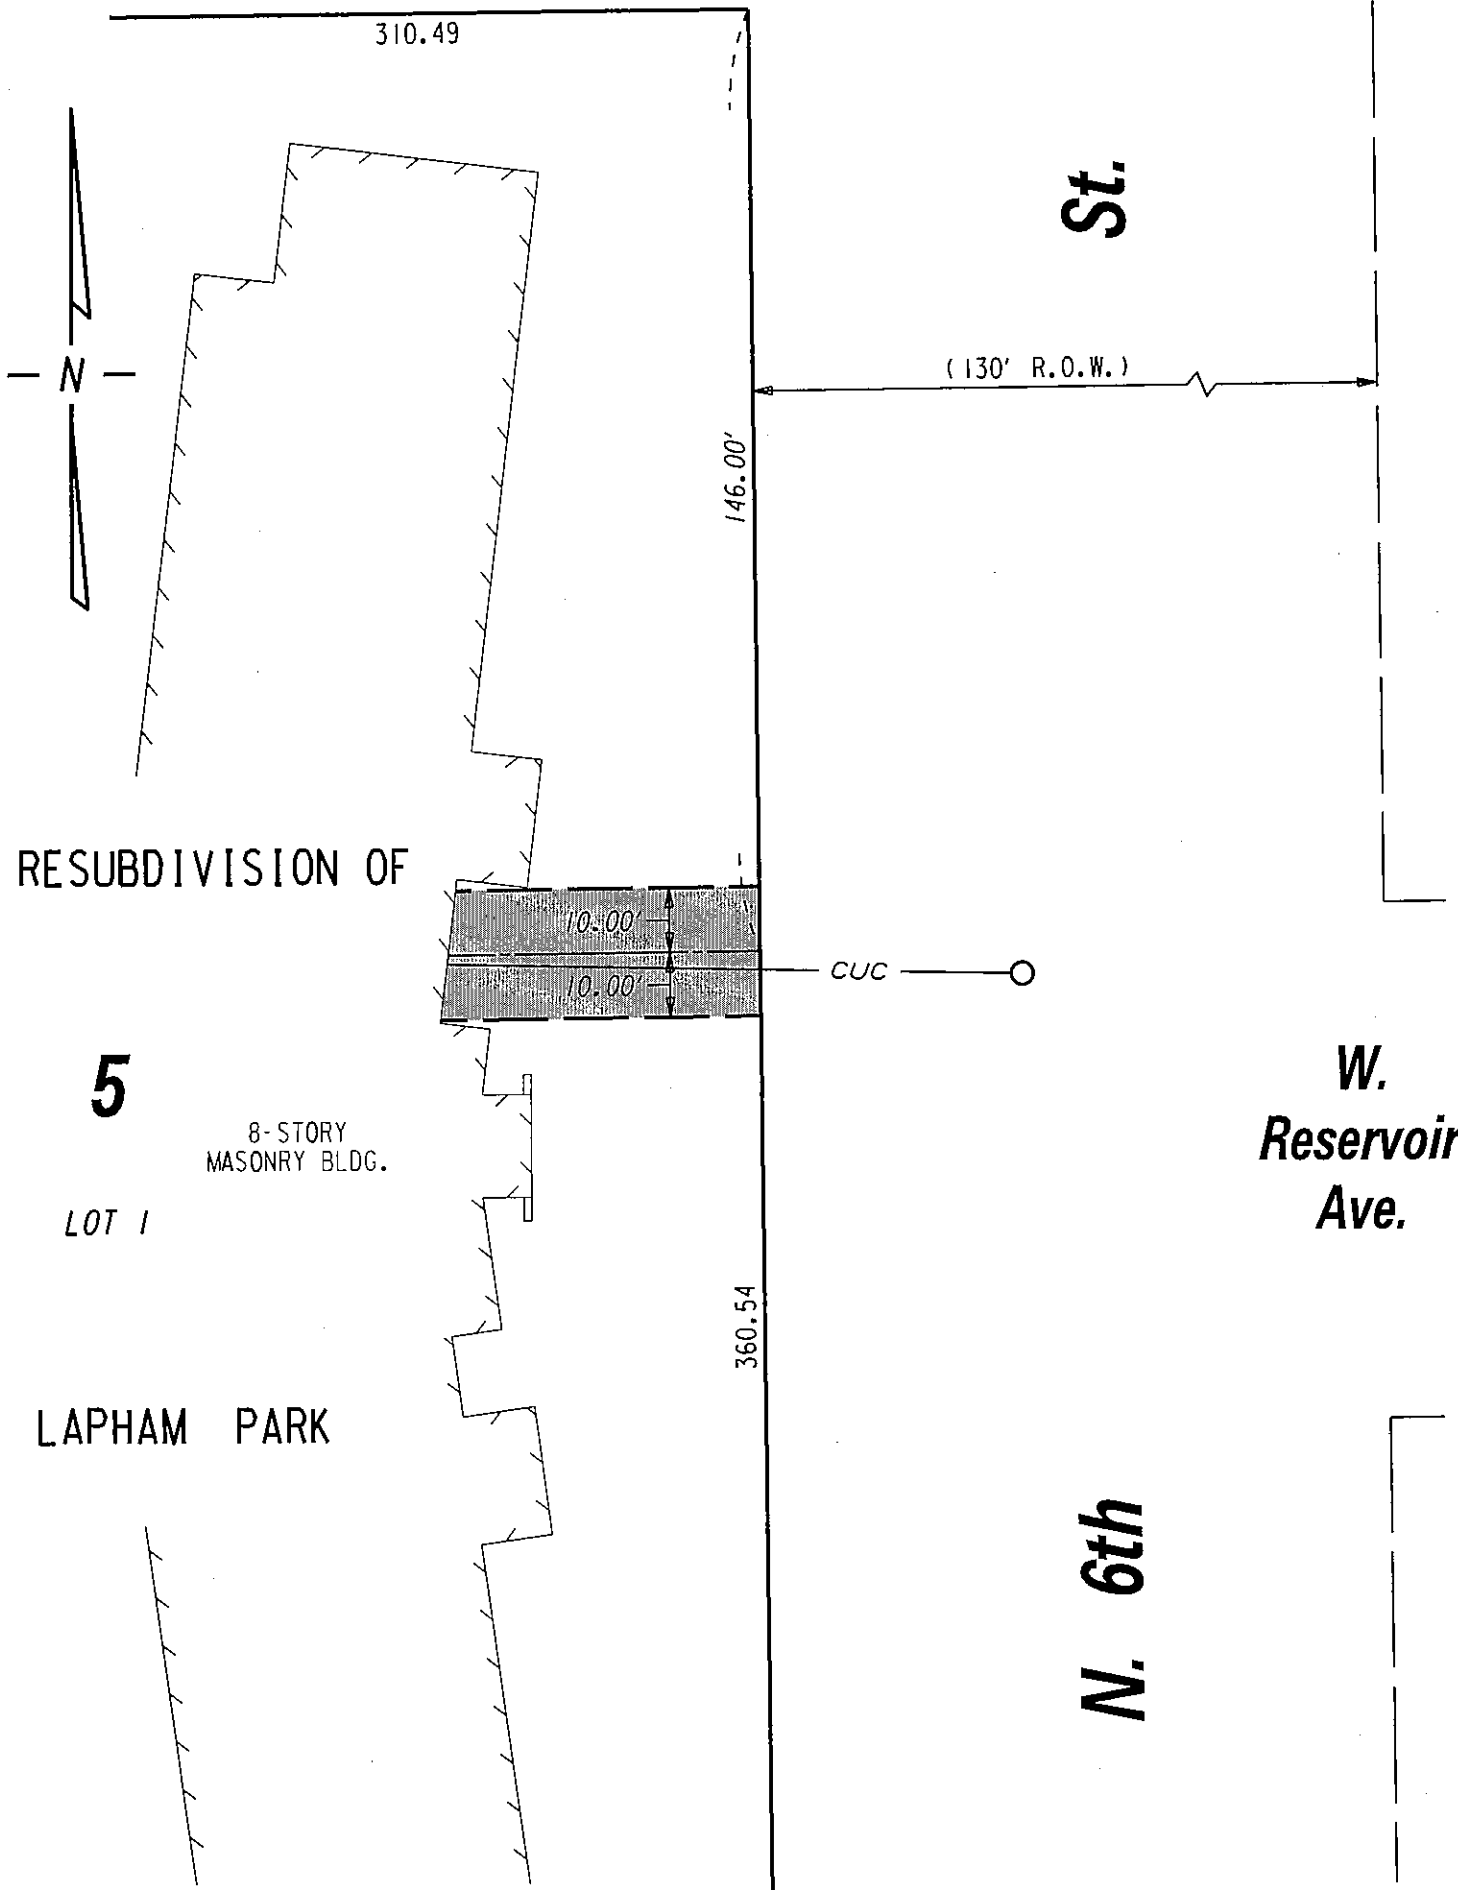 310.49
St.
(130' R.O.W.)
N
146.00'
RESUBDIVISION OF
10.00'
10.00'
CUC
5
8-STORY
MASONRY BLDG.
LOT 1
W.
Reservoir
Ave.
360.54
LAPHAM PARK
N. 6th